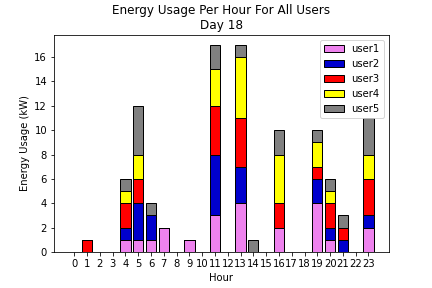 Energy Usage Per Hour For All Users
Day 18
Energy Usage (kW)
16
14
12
10
8
6
4
2
0
user1
user2
user3
user4
user5
0 1 2 3 4 5 6 7 8 9 10 11 12 13 14 15 16 17 18 19 20 21 22 23
Hour